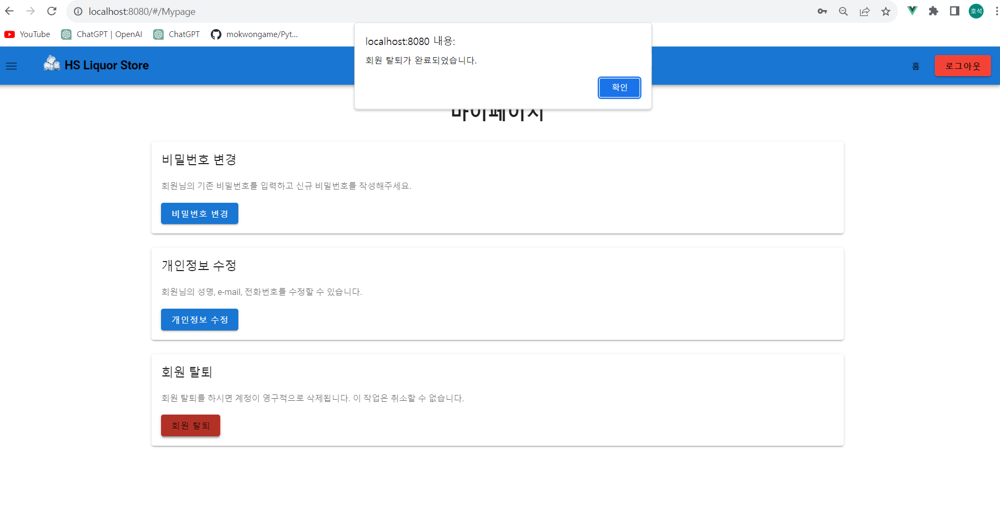 localhost:8080/#/Mypage
호석
YouTube
ChatGPT | OpenAI
ChatGPT
mokwongame/Pyt...
localhost:8080 내용:
회원 탈퇴가 완료되었습니다.
확인
HS Liquor Store
홈
로그아웃
마이페이지
비밀번호 변경
회원님의 기존 비밀번호를 입력하고 신규 비밀번호를 작성해주세요.
비밀번호 변경
개인정보 수정
회원님의 성명, e-mail, 전화번호를 수정할 수 있습니다.
개인정보 수정
회원 탈퇴
회원 탈퇴를 하시면 계정이 영구적으로 삭제됩니다. 이 작업은 취소할 수 없습니다.
회원 탈퇴